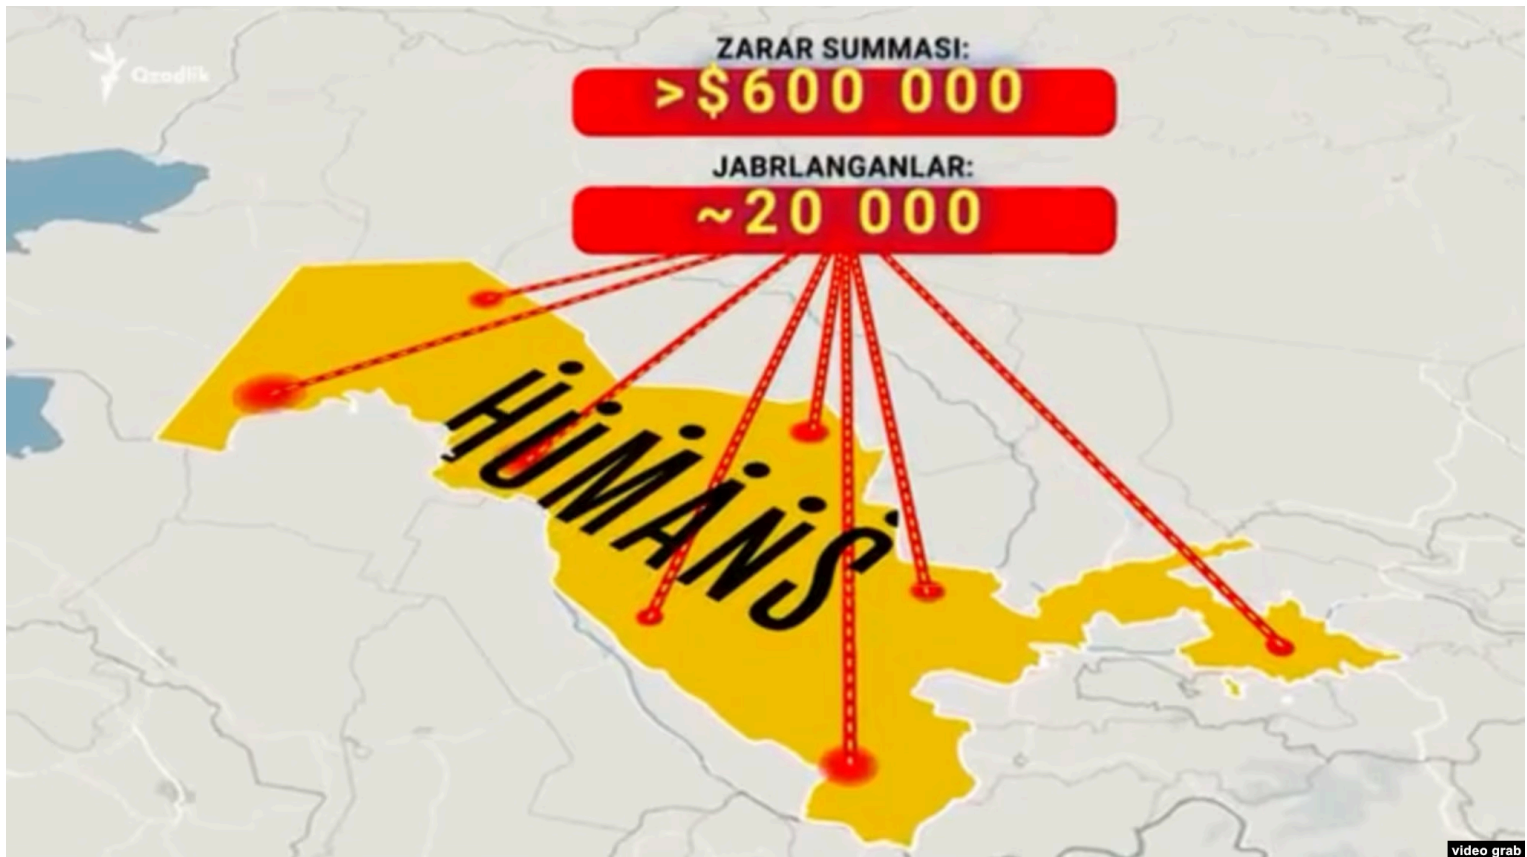 Ozodlik
ZARAR SUMMASI:
>$600 000
JABRLANGANLAR:
~20 000
HUMANS
video grab